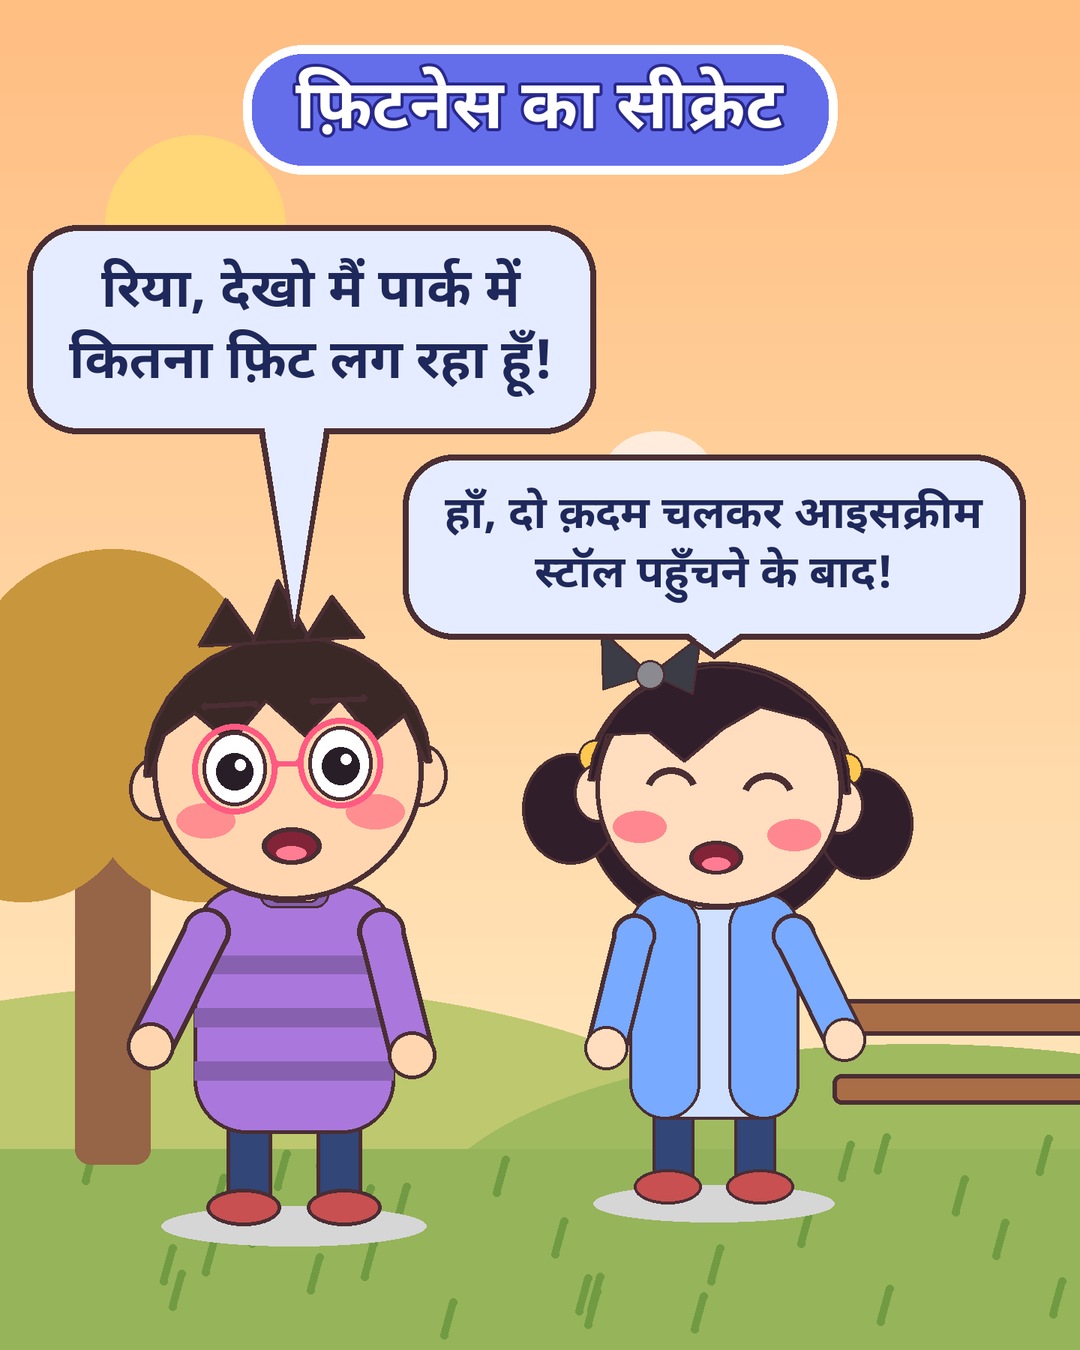 फ़िटनेस का सीक्रेट
रिया, देखो मैं पार्क में
कितना फ़िट लग रहा हूँ!
हाँ, दो क़दम चलकर आइसक्रीम
स्टॉल पहुँचने के बाद!